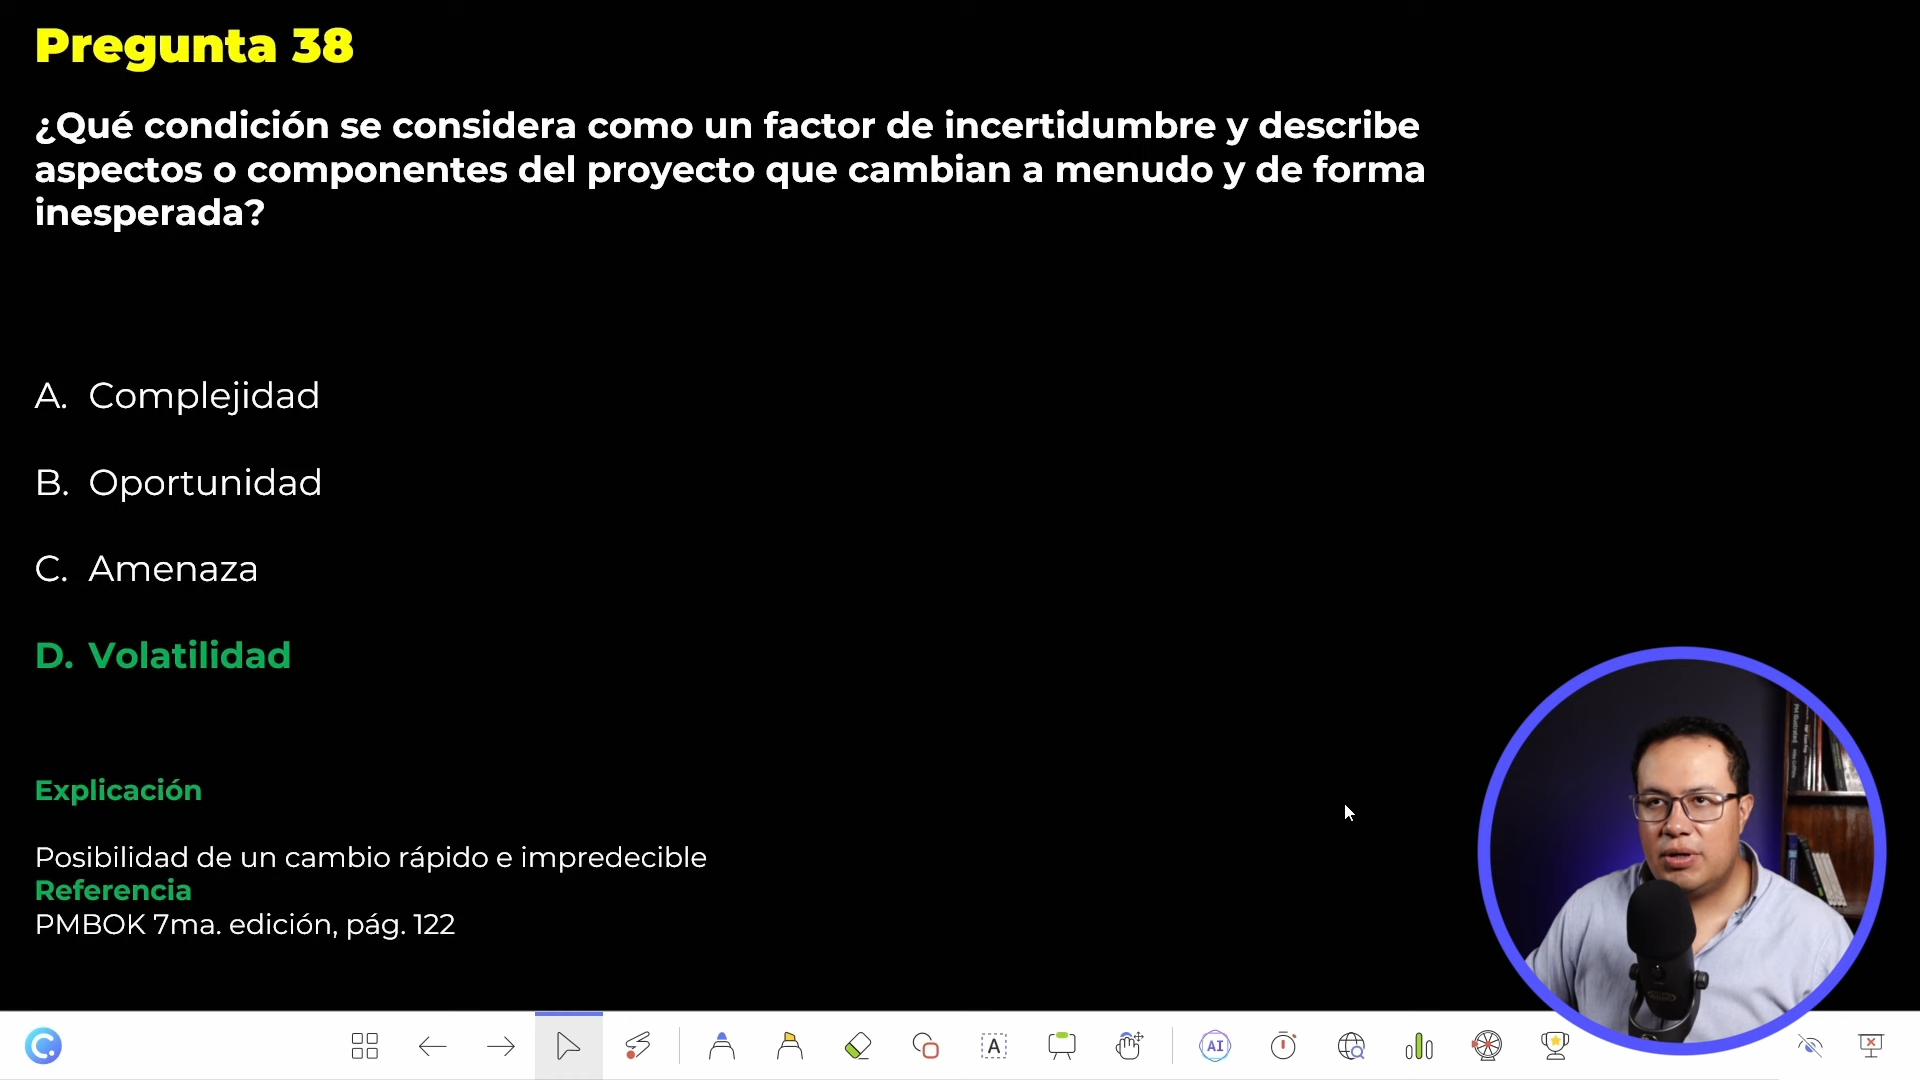 Pregunta 38
¿Qué condición se considera como un factor de incertidumbre y describe
aspectos o componentes del proyecto que cambian a menudo y de forma
inesperada?
A. Complejidad
B. Oportunidad
C. Amenaza
D. Volatilidad
Explicación
Posibilidad de un cambio rápido e impredecible
Referencia
PMBOK 7ma. edición, pág. 122
A
AI